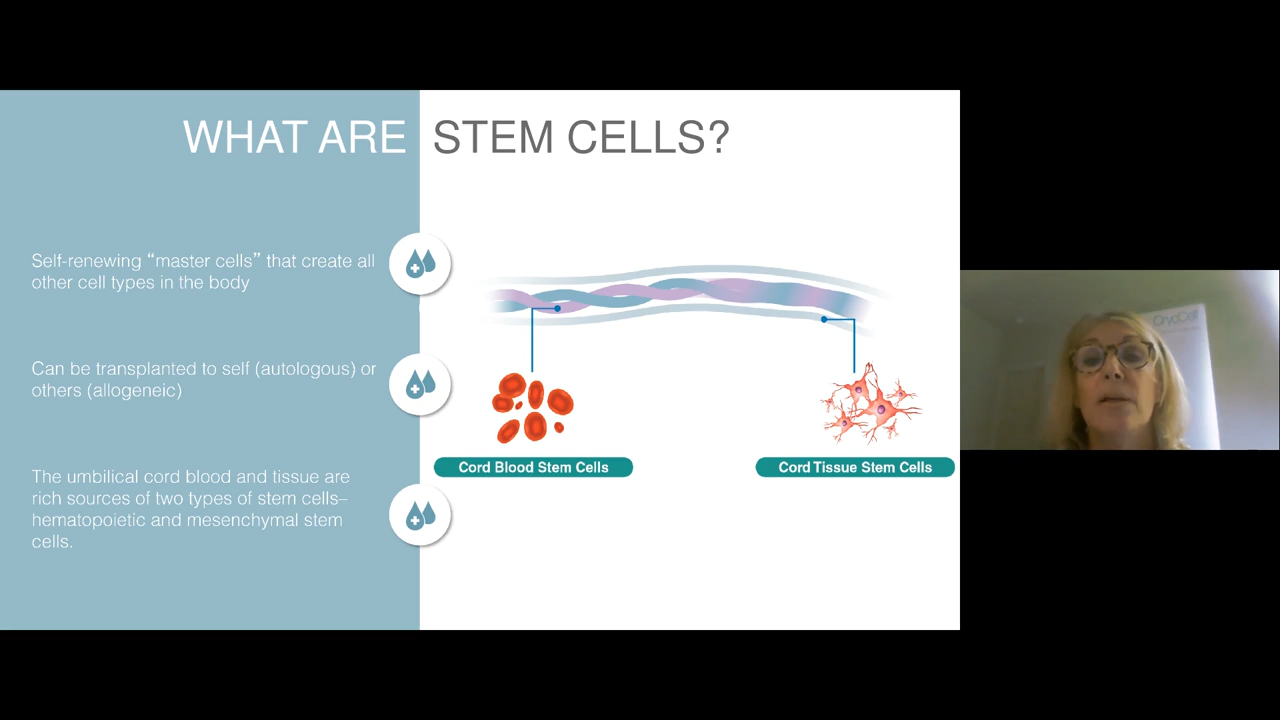 WHAT ARE STEM CELLS?
Self-renewing “master cells” that create all
other cell types in the body
Can be transplanted to self (autologous) or
others (allogeneic)
The umbilical cord blood and tissue are
rich sources of two types of stem cells–
hematopoietic and mesenchymal stem
cells.
Cord Blood Stem Cells
Cord Tissue Stem Cells
CryoCell